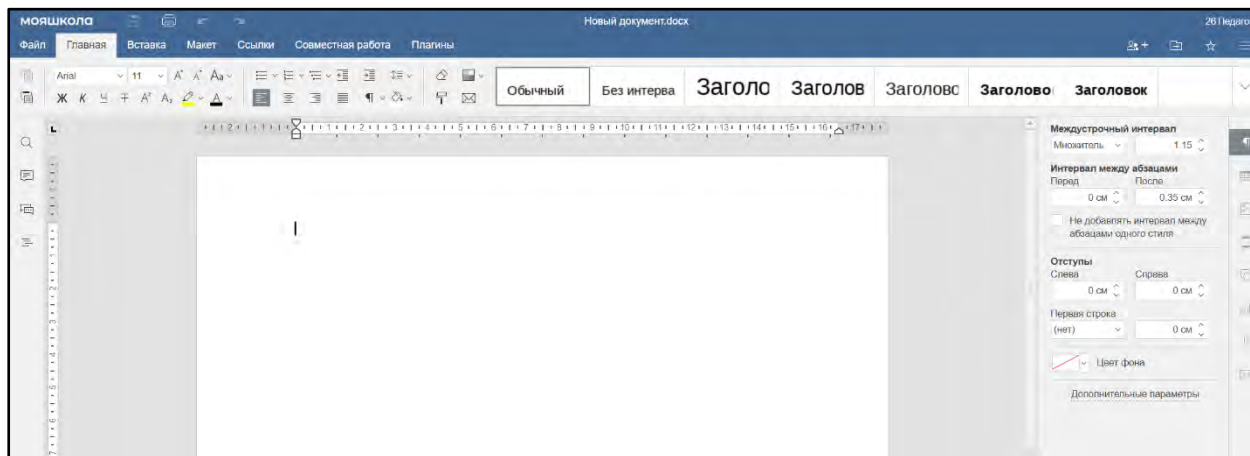 МОЯШКОЛА Новый документ.docx 26 Педаго
Файл Главная Вставка Макет Ссылки Совместная работа Плагины
Arial 11
Ж К Ч
Обычный Без интерва Заголо Заголов Заголовс Заголово Заголовок
Междустрочный интервал
Множитель 1.15
Интервал между абзацами
Перед После
0 см 0.35 см
Не добавлять интервал между
абзацами одного стиля
Отступы
Слева Справа
0 см 0 см
Первая строка
(нет) 0 см
Цвет фона
Дополнительные параметры